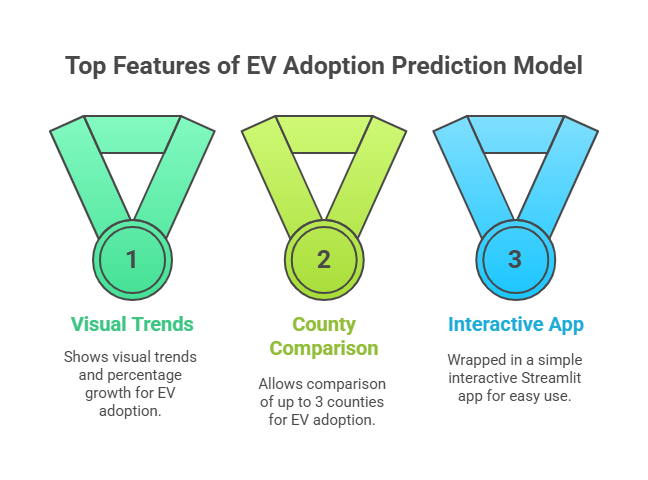 Top Features of EV Adoption Prediction Model
1
2
3
Visual Trends
Shows visual trends
and percentage
growth for EV
adoption.
County
Comparison
Allows comparison
of up to 3 counties
for EV adoption.
Interactive App
Wrapped in a simple
interactive Streamlit
app for easy use.